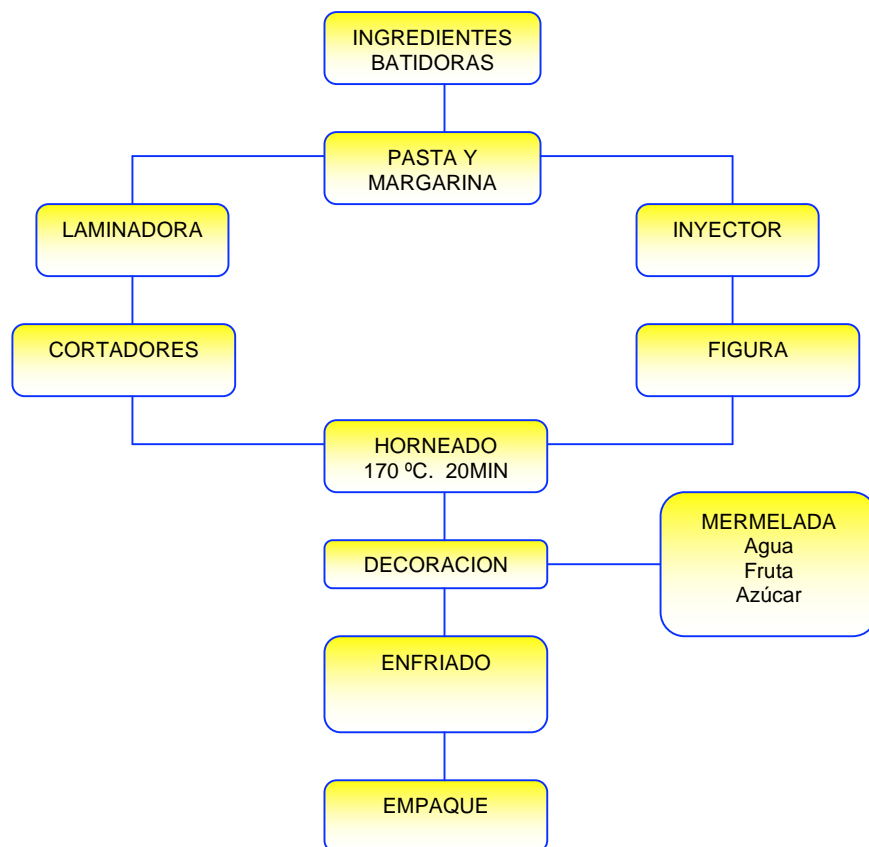 INGREDIENTES
BATIDORAS
PASTA Y
MARGARINA
LAMINADORA
INYECTOR
CORTADORES
FIGURA
HORNEADO
170 ºC. 20MIN
MERMELADA
Agua
Fruta
Azúcar
DECORACION
ENFRIADO
EMPAQUE